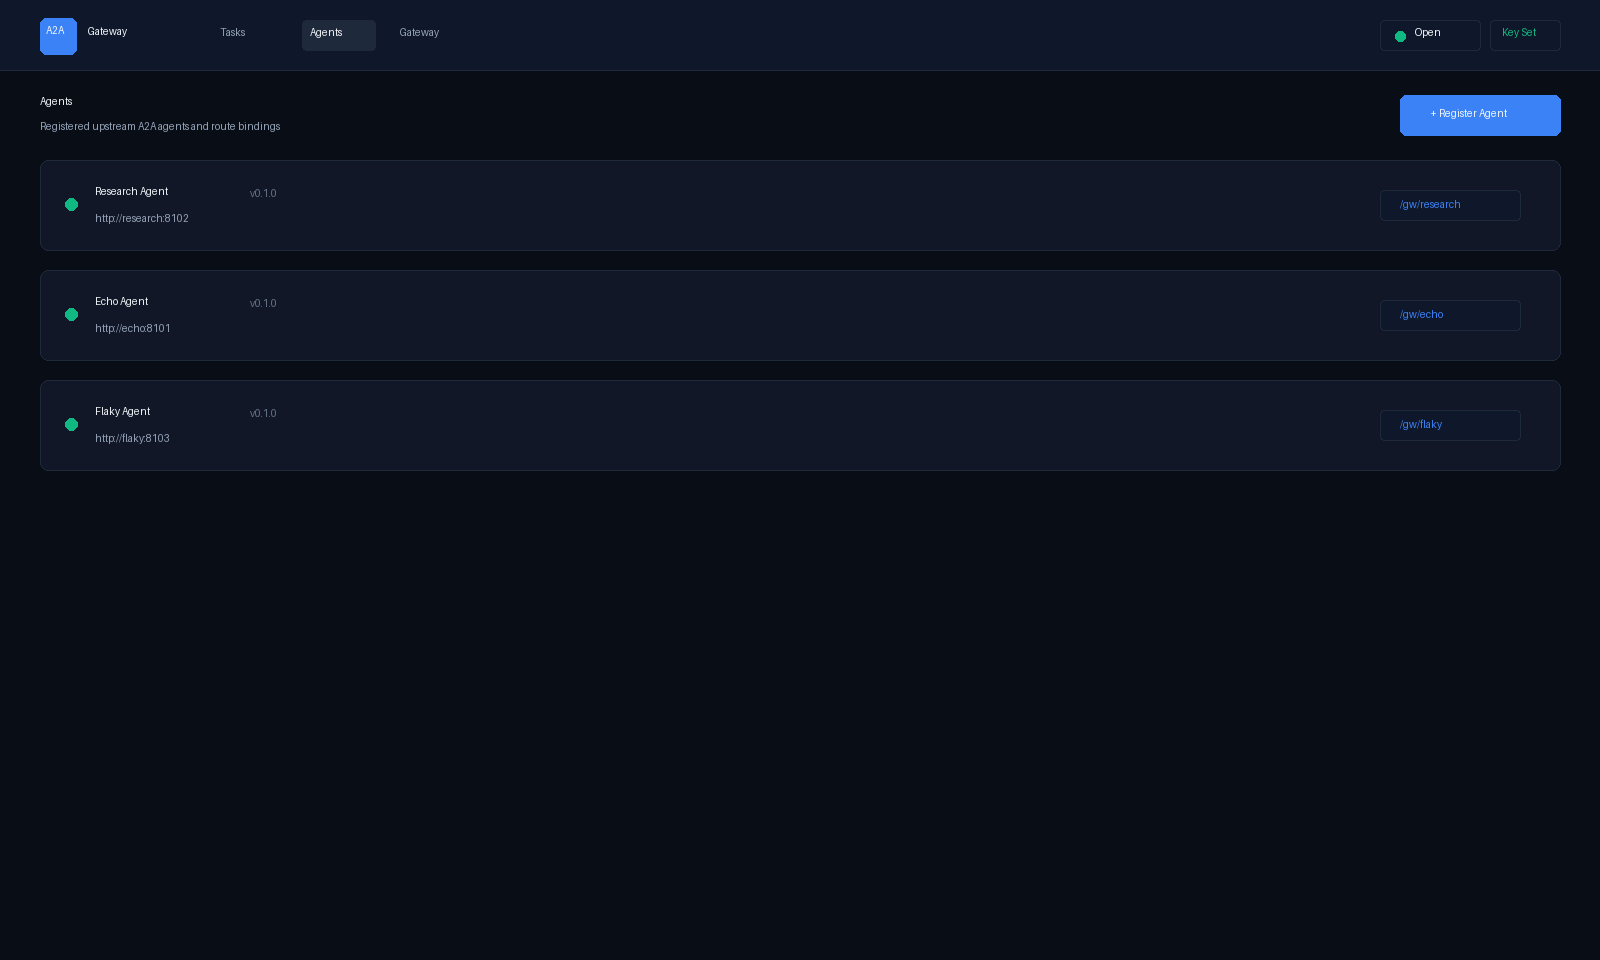 A2A Gateway Tasks Agents Gateway Open Key Set
Agents
+ Register Agent
Registered upstream A2A agents and route bindings
Research Agent v0.1.0
http://research:8102
/gw/research
Echo Agent v0.1.0
http://echo:8101
/gw/echo
Flaky Agent v0.1.0
http://flaky:8103
/gw/flaky